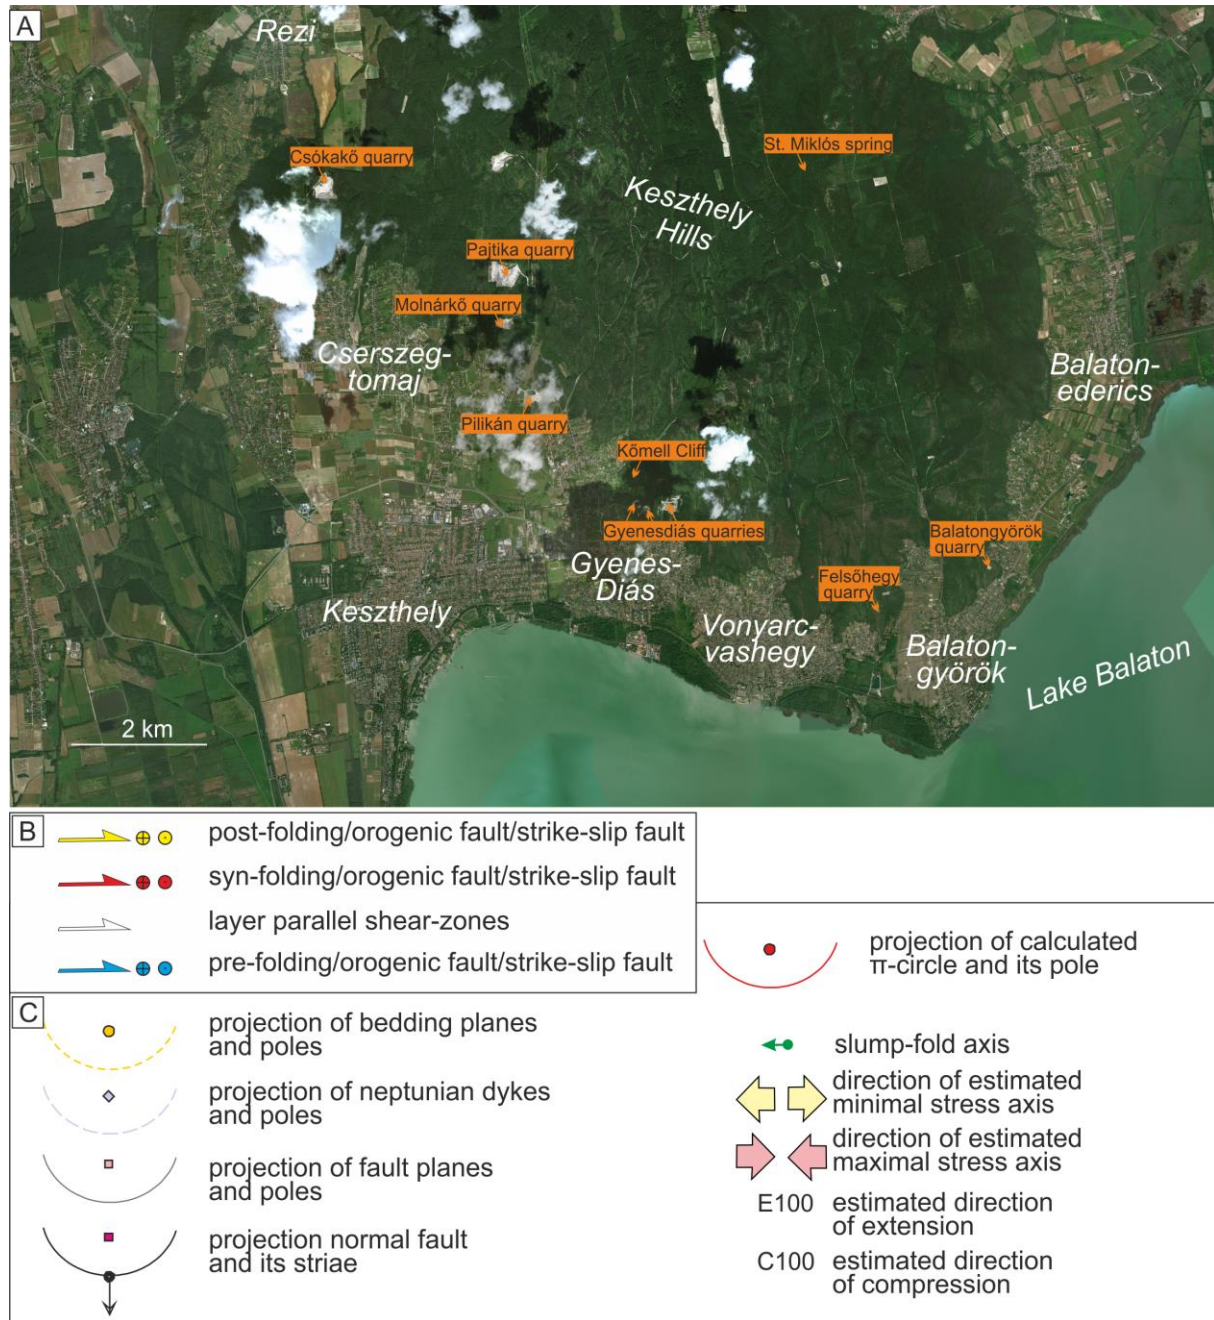 A
Rezi
Csókakő quarry
St. Miklós spring
Keszthely
Hills
Pajtika quarry
Molnárkő quarry
Cserszeg-
tomaj
Balaton-
ederics
Pilikán quarry
Kőmell Cliff
Gyenesdiás quarries
Balatongyörök
quarry
Gyenes-
Diás
Felsőhegy
quarry
Keszthely
Vonyarc-
vashegy
Balaton-
györök
Lake Balaton
2 km
B
post-folding/orogenic fault/strike-slip fault
syn-folding/orogenic fault/strike-slip fault
layer parallel shear-zones
pre-folding/orogenic fault/strike-slip fault
projection of calculated
π-circle and its pole
C
projection of bedding planes
and poles
projection of neptunian dykes
and poles
projection of fault planes
and poles
projection normal fault
and its striae
slump-fold axis
direction of estimated
minimal stress axis
direction of estimated
maximal stress axis
E100 estimated direction
of extension
C100 estimated direction
of compression